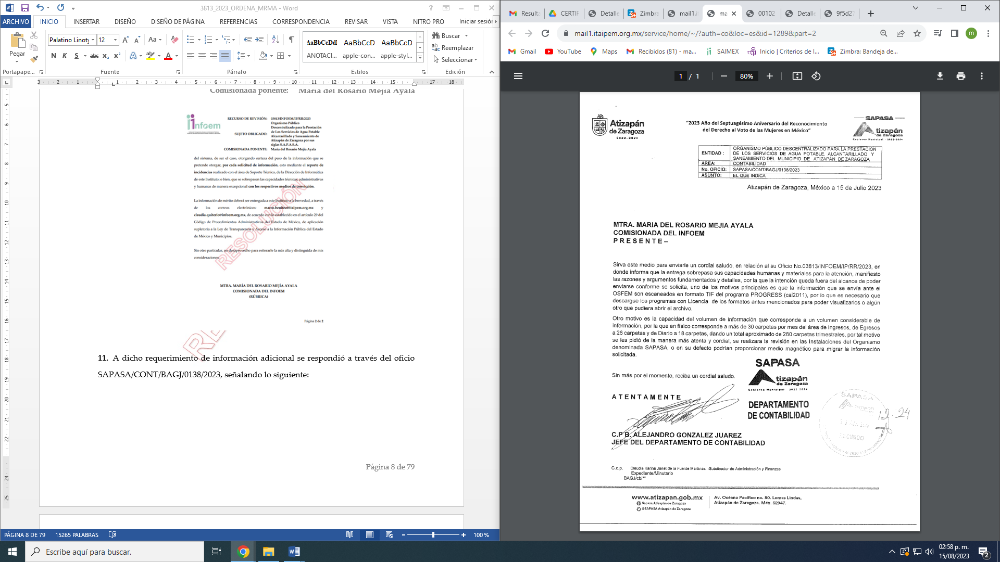 3813_2023_ORDENA_MRMA - Word
ARCHIVO INICIO INSERTAR DISEÑO DISEÑO DE PÁGINA REFERENCIAS CORRESPONDENCIA REVISAR VISTA NITRO PRO Iniciar sesión
Pegar
Palatino Linoty 12
Buscar
Reemplazar
Seleccionar
AaBbCcDdI AaBbCcD AaBbCcD
ANOTACI... apple-con... apple-styl...
Portapape... Fuente Párrafo Estilos Edición
Comisionada ponente: María del Rosario Mejía Ayala
infoem
RECURSO DE REVISIÓN: 03813/INFOEM/IP/RR/2023
SUJETO OBLIGADO: Organismo Público
Descentralizado para la Prestación
de Los Servicios de Agua Potable
Alcantarillado y Saneamiento de
Atizapán de Zaragoza por sus
siglas S.A.P.A.S.A.
COMISIONADA PONENTE: María del Rosario Mejía Ayala
del sistema, de ser el caso, otorgando certeza del peso de la información que se
pretende otorgar, por cada solicitud de información, esto mediante el reporte de
incidencias realizado con el área de Soporte Técnico, de la Dirección de Informática
de este Instituto; o bien, que se sobrepasen las capacidades técnicas, administrativas
y humanas de manera excepcional con los respectivos medios de convicción.
La información de mérito deberá ser entregada a este Instituto a la brevedad, a través
de los correos electrónicos: marco.benitez@itaipem.org.mx y
claudia.quiterio@infoem.org.mx, de acuerdo con lo establecido en el artículo 29 del
Código de Procedimientos Administrativos del Estado de México, de aplicación
supletoria a la Ley de Transparencia y Acceso a la Información Pública del Estado
de México y Municipios.
Sin otro particular, no desaprovecho para reiterarle la más alta y distinguida de mis
consideraciones.
RESOLUCIÓN
MTRA. MARÍA DEL ROSARIO MEJÍA AYALA
COMISIONADA DEL INFOEM
(RÚBRICA)
Página 2 de 2
11. A dicho requerimiento de información adicional se respondió a través del oficio
SAPASA/CONT/BAGJ/0138/2023, señalando lo siguiente:
Página 8 de 79
PÁGINA 8 DE 79 15265 PALABRAS 100 %
Escribe aquí para buscar.
Resulta CERTIF Detalle Zimbra mail1.it ma 00102 Detalle 9f5d27
mail1.itaipem.org.mx/service/home/~/?auth=co&loc=es&id=1289&part=2
m
Gmail YouTube Maps Recibidos (81) - ma... SAIMEX Inicio | Criterios de I... Zimbra: Bandeja de...
1 / 1 80%
Atizapán
de Zaragoza
2022-2024
"2023 Año del Septuagésimo Aniversario del Reconocimiento
del Derecho al Voto de las Mujeres en México"
SAPASA
tizapán
de Zaragoza
Gobierno Municipal · 2022-2024
ENTIDAD : ORGANISMO PÚBLICO DESCENTRALIZADO PARA LA PRESTACIÓN
DE LOS SERVICIOS DE AGUA POTABLE, ALCANTARILLADO Y
SANEAMIENTO DEL MUNICIPIO DE ATIZAPÁN DE ZARAGOZA
ÁREA: CONTABILIDAD
No. OFICIO: SAPASA/CONT/BAGJ/0138/2023
ASUNTO: EL QUE INDICA
Atizapán de Zaragoza, México a 15 de Julio 2023
MTRA. MARIA DEL ROSARIO MEJIA AYALA
COMISIONADA DEL INFOEM
P R E S E N T E –
Sirva este medio para enviarle un cordial saludo, en relación al su Oficio No.03813/INFOEM/IP/RR/2023, en
donde informa que la entrega sobrepasa sus capacidades humanas y materiales para la atención, manifiesto
las razones y argumentos fundamentados y detalles, por la que la intención queda fuera del alcance de poder
enviarse conforme se solicita, uno de los motivos principales es que la información que se envía ante el
OSFEM son escaneados en formato TIF del programa PROGRESS (cai2011), por lo que es necesario que
descargue los programas con Licencia de los formatos antes mencionados para poder visualizarlos o algún
otro que pudiera abrir el archivo.
Otro motivo es la capacidad del volumen de información que corresponde a un volumen considerable de
información, por la que en físico corresponde a más de 30 carpetas por mes del área de Ingresos, de Egresos
a 26 carpetas y de Diario a 18 carpetas, dando un total aproximado de 280 carpetas trimestrales, por tal motivo
se les pidió de la manera más atenta y cordial, se realizara la revisión en las Instalaciones del Organismo
denominada SAPASA, o en su defecto podrían proporcionar medio magnético para migrar la información
solicitada.
Sin más por el momento, reciba un cordial saludo.
SAPASA
tizapán
de Zaragoza
Gobierno Municipal 2022-2024
A T E N T A M E N T E
DEPARTAMENTO
DE CONTABILIDAD
SAPASA
RECIBIDO
12:24
C.P B. ALEJANDRO GONZALEZ JUAREZ
JEFE DEL DEPARTAMENTO DE CONTABILIDAD
C.c.p. Claudia Karina Janet de la Fuente Martínez. -Subdirector de Administración y Finanzas
Expediente/Minutario
BAGJ/cbl**
www.atizapan.gob.mx
Sapasa Atizapán de Zaragoza
@SAPASA Atizapán de Zaragoza
Av. Océano Pacífico no. 80. Lomas Lindas,
Atizapán de Zaragoza. Méx. 52947.
02:58 p. m.
15/08/2023
2